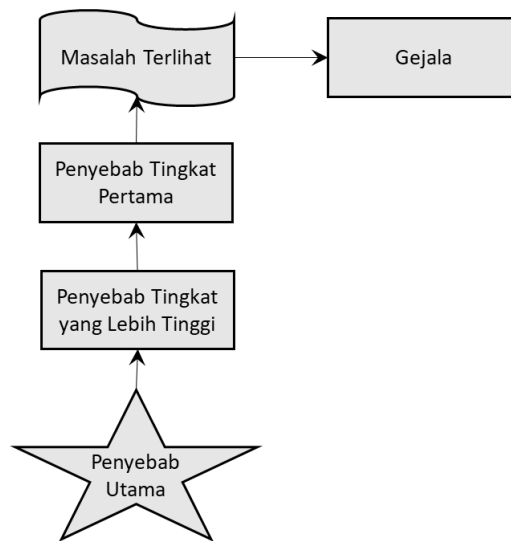 Masalah Terlihat
Gejala
Penyebab Tingkat
Pertama
Penyebab Tingkat
yang Lebih Tinggi
Penyebab
Utama